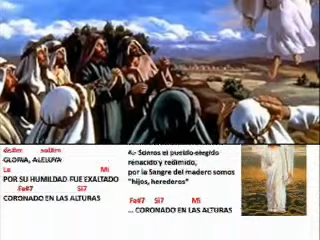 do#m sol#m
GLORIA, ALELUYA
La Mi
POR SU HUMILDAD FUE EXALTADO
Fa#7 Si7
CORONADO EN LAS ALTURAS
4.- Somos el pueblo elegido
renacido y redimido,
por la Sangre del madero somos
"hijos, herederos"
Fa#7 Si7 Mi
... CORONADO EN LAS ALTURAS